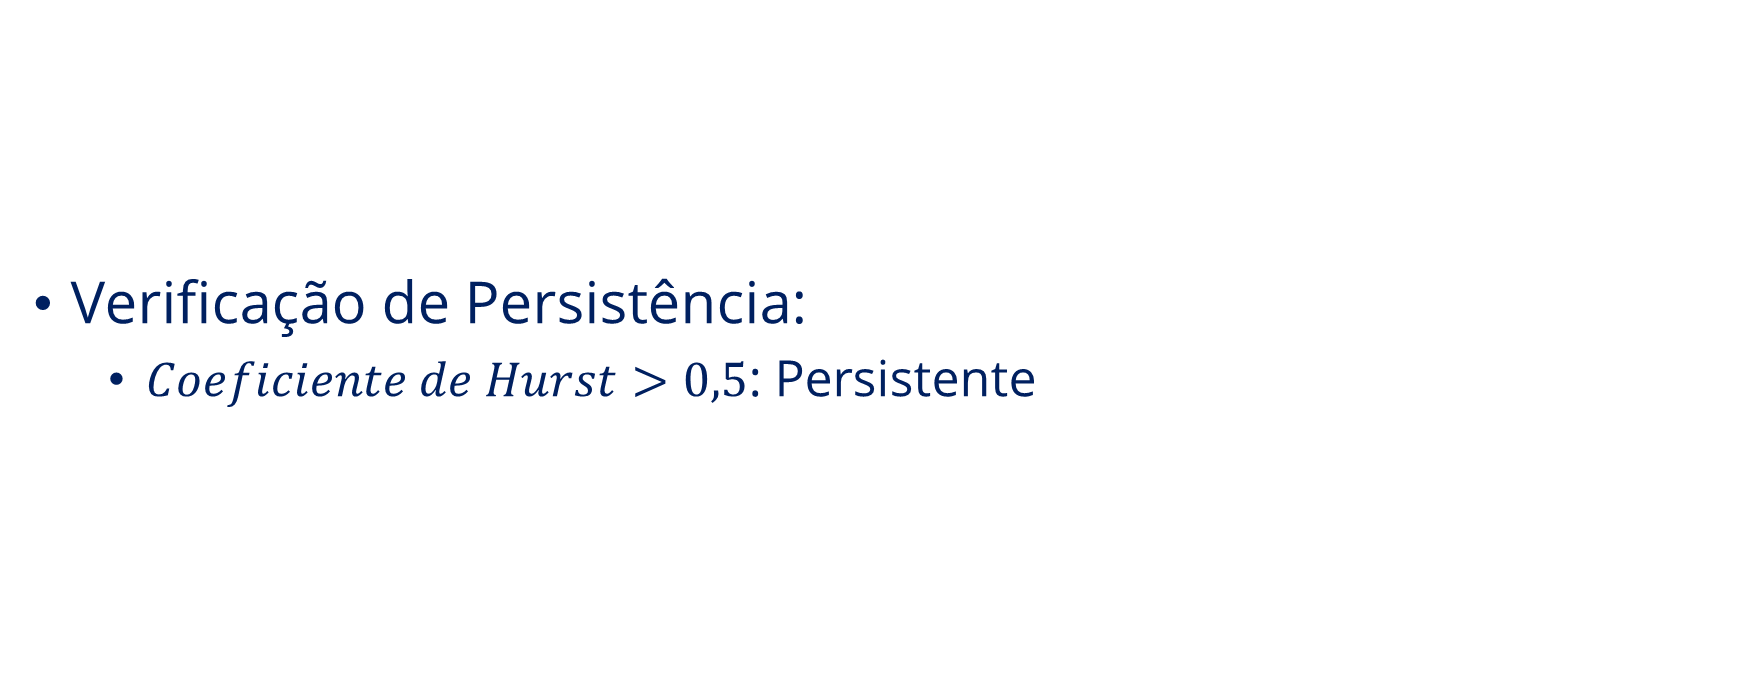 • Verificação de Persistência:
• Coeficiente de Hurst > 0,5: Persistente